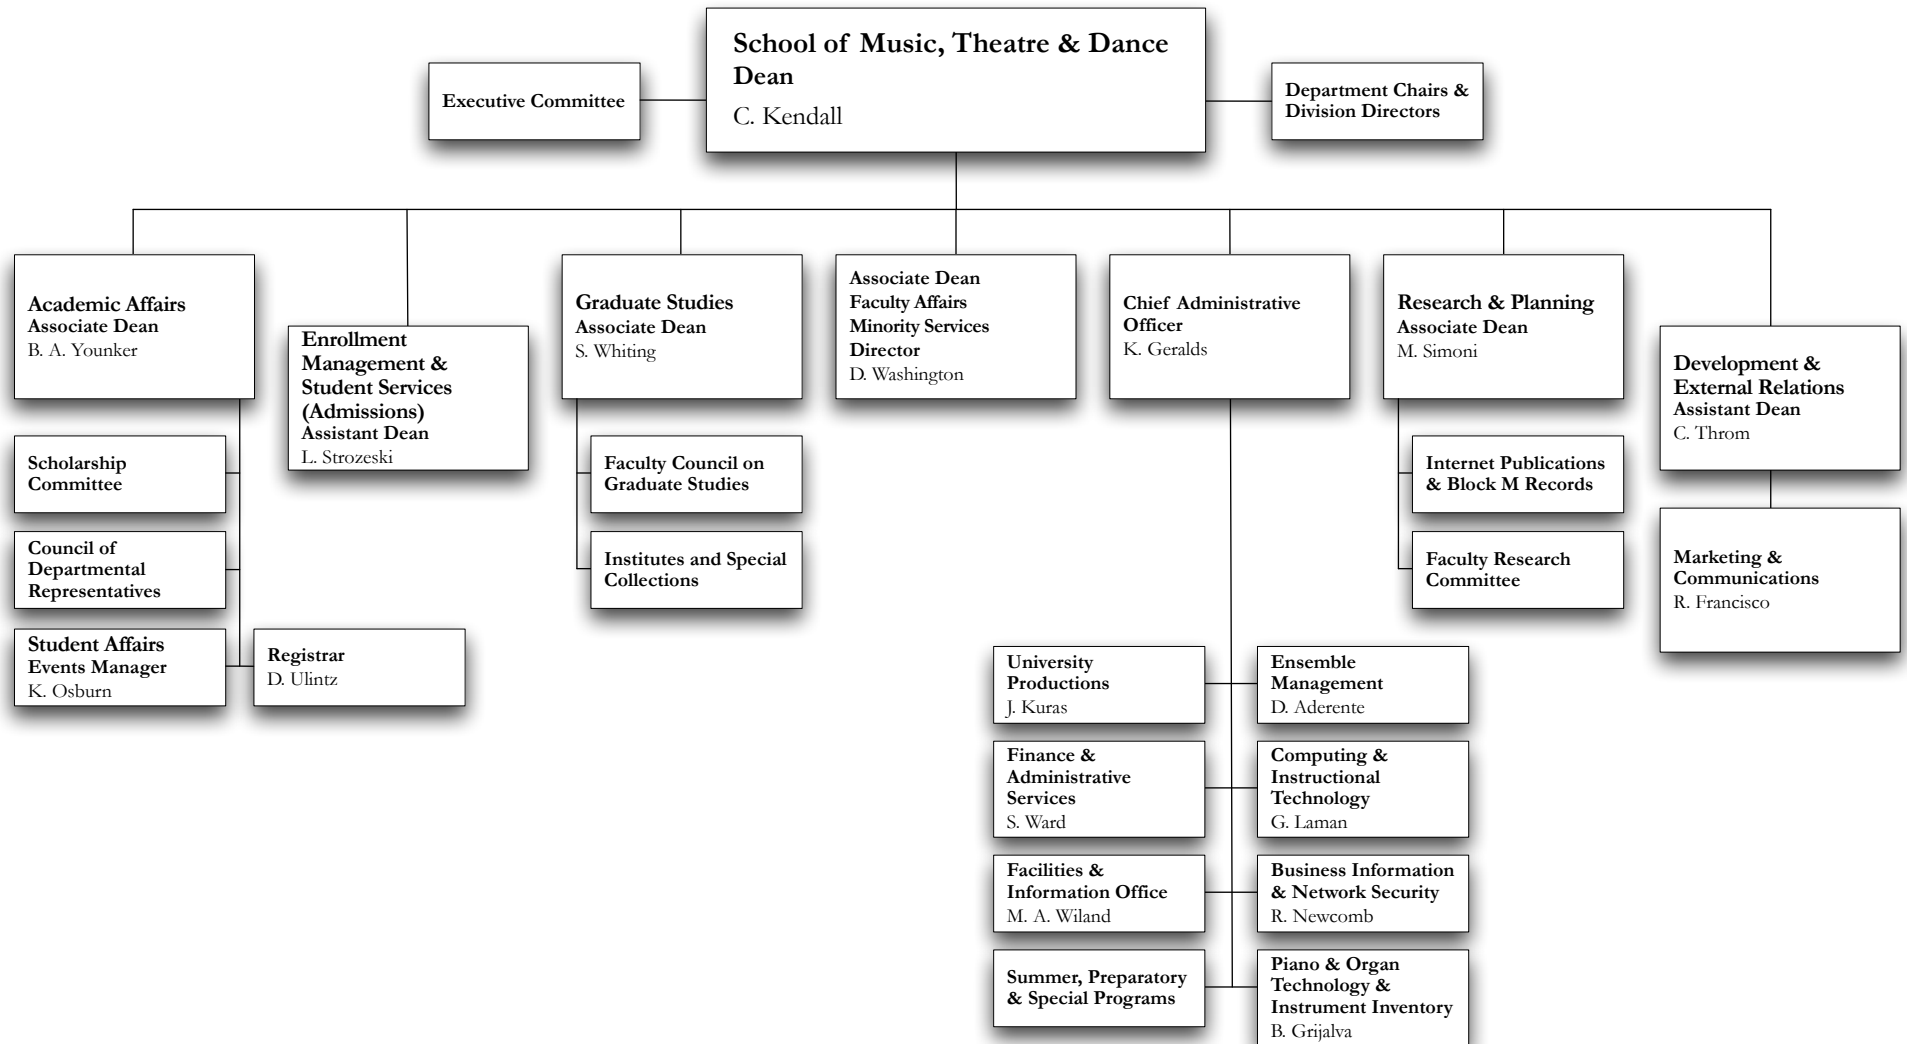 School of Music, Theatre & Dance
Dean
C. Kendall
Executive Committee
Department Chairs &
Division Directors
Academic Affairs
Associate Dean
B. A. Younker
Enrollment
Management &
Student Services
(Admissions)
Assistant Dean
L. Strozeski
Graduate Studies
Associate Dean
S. Whiting
Associate Dean
Faculty Affairs
Minority Services
Director
D. Washington
Chief Administrative
Officer
K. Geralds
Research & Planning
Associate Dean
M. Simoni
Development &
External Relations
Assistant Dean
C. Throm
Scholarship
Committee
Council of
Departmental
Representatives
Student Affairs
Events Manager
K. Osburn
Registrar
D. Ulintz
Faculty Council on
Graduate Studies
Institutes and Special
Collections
Internet Publications
& Block M Records
Faculty Research
Committee
Marketing &
Communications
R. Francisco
University
Productions
J. Kuras
Ensemble
Management
D. Aderente
Finance &
Administrative
Services
S. Ward
Computing &
Instructional
Technology
G. Laman
Facilities &
Information Office
M. A. Wiland
Business Information
& Network Security
R. Newcomb
Summer, Preparatory
& Special Programs
Piano & Organ
Technology &
Instrument Inventory
B. Grijalva